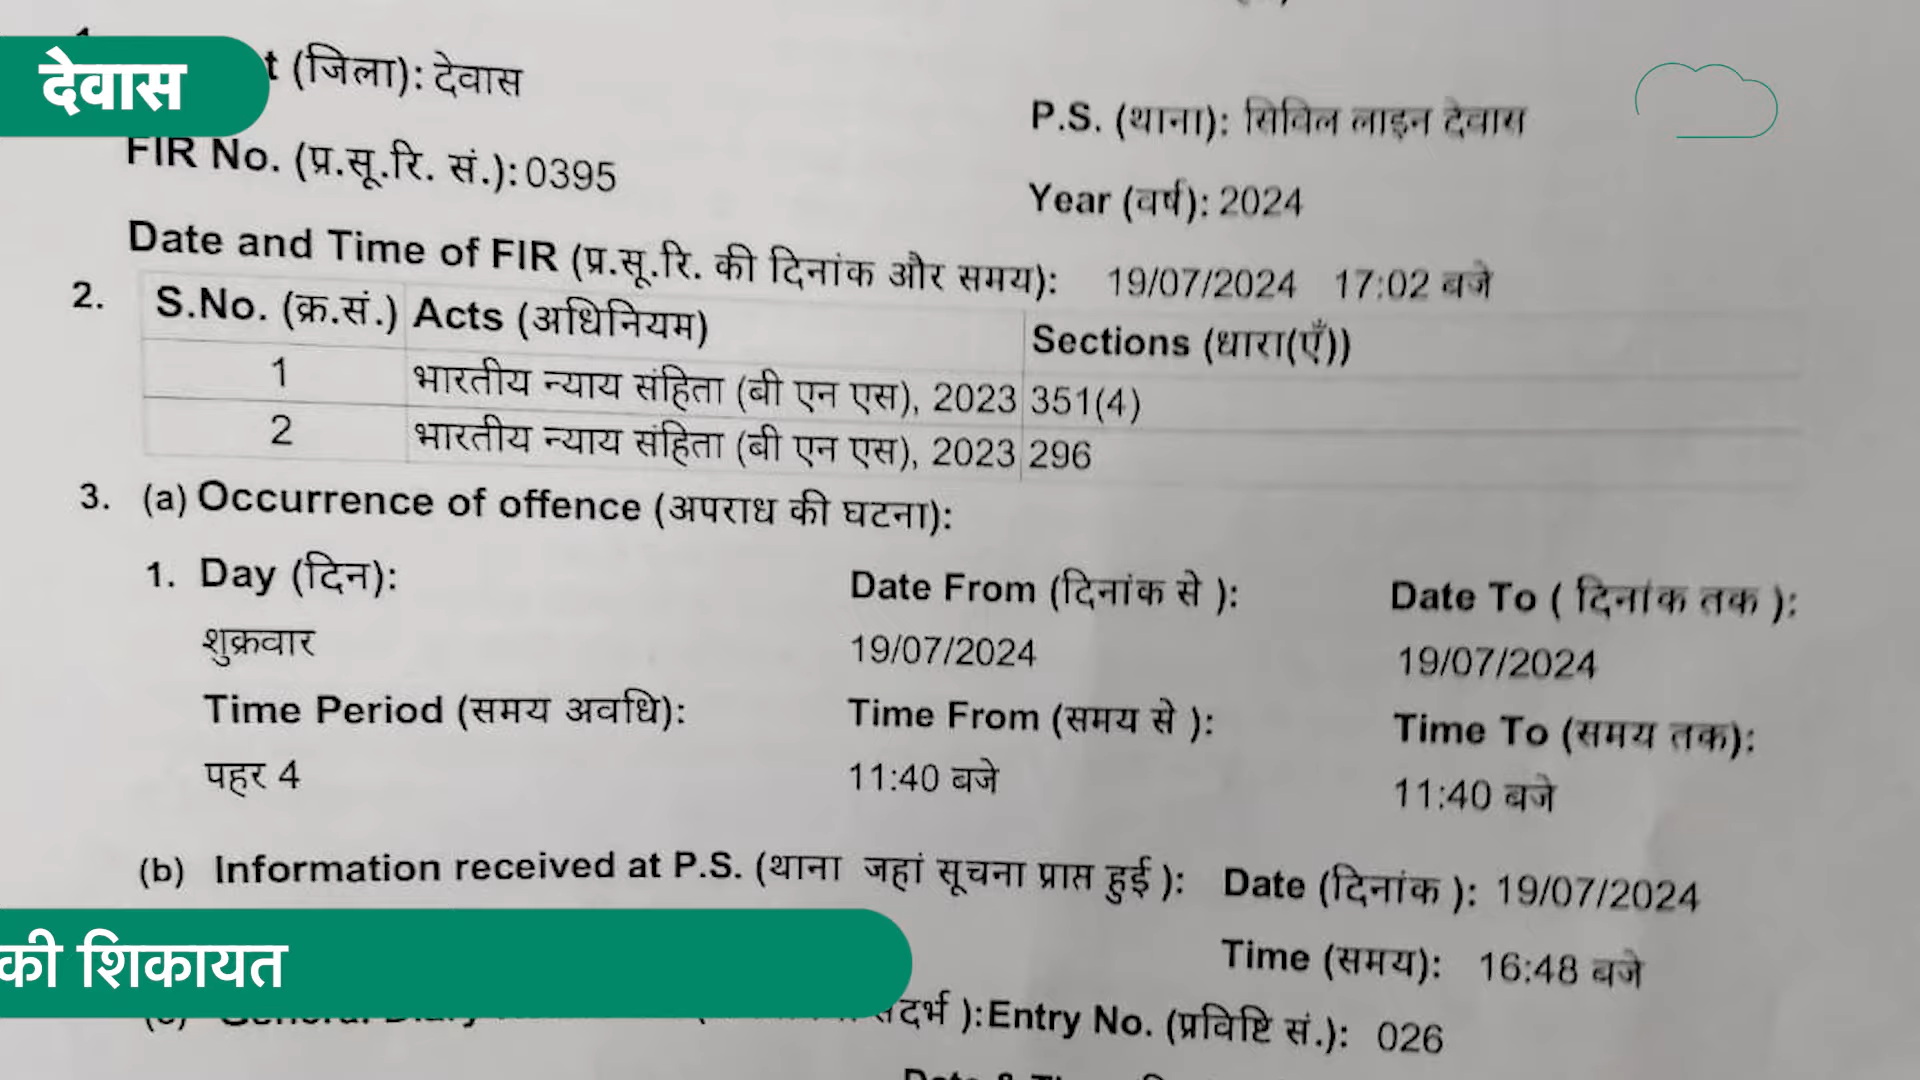 देवास
t (जिला): देवास
P.S. (थाना): सिविल लाइन देवास
FIR No. (प्र.सू.रि. सं.): 0395
Year (वर्ष): 2024
Date and Time of FIR (प्र.सू.रि. की दिनांक और समय): 19/07/2024 17:02 बजे
2. S.No. (क्र.सं.) Acts (अधिनियम) Sections (धारा(एँ))
1 भारतीय न्याय संहिता (बी एन एस), 2023 351(4)
2 भारतीय न्याय संहिता (बी एन एस), 2023 296
3. (a) Occurrence of offence (अपराध की घटना):
1. Day (दिन): Date From (दिनांक से ): Date To ( दिनांक तक ):
शुक्रवार 19/07/2024 19/07/2024
Time Period (समय अवधि): Time From (समय से ): Time To (समय तक):
पहर 4 11:40 बजे 11:40 बजे
(b) Information received at P.S. (थाना जहां सूचना प्राप्त हुई ): Date (दिनांक ): 19/07/2024
की शिकायत
Time (समय): 16:48 बजे
Entry No. (प्रविष्टि सं.): 026